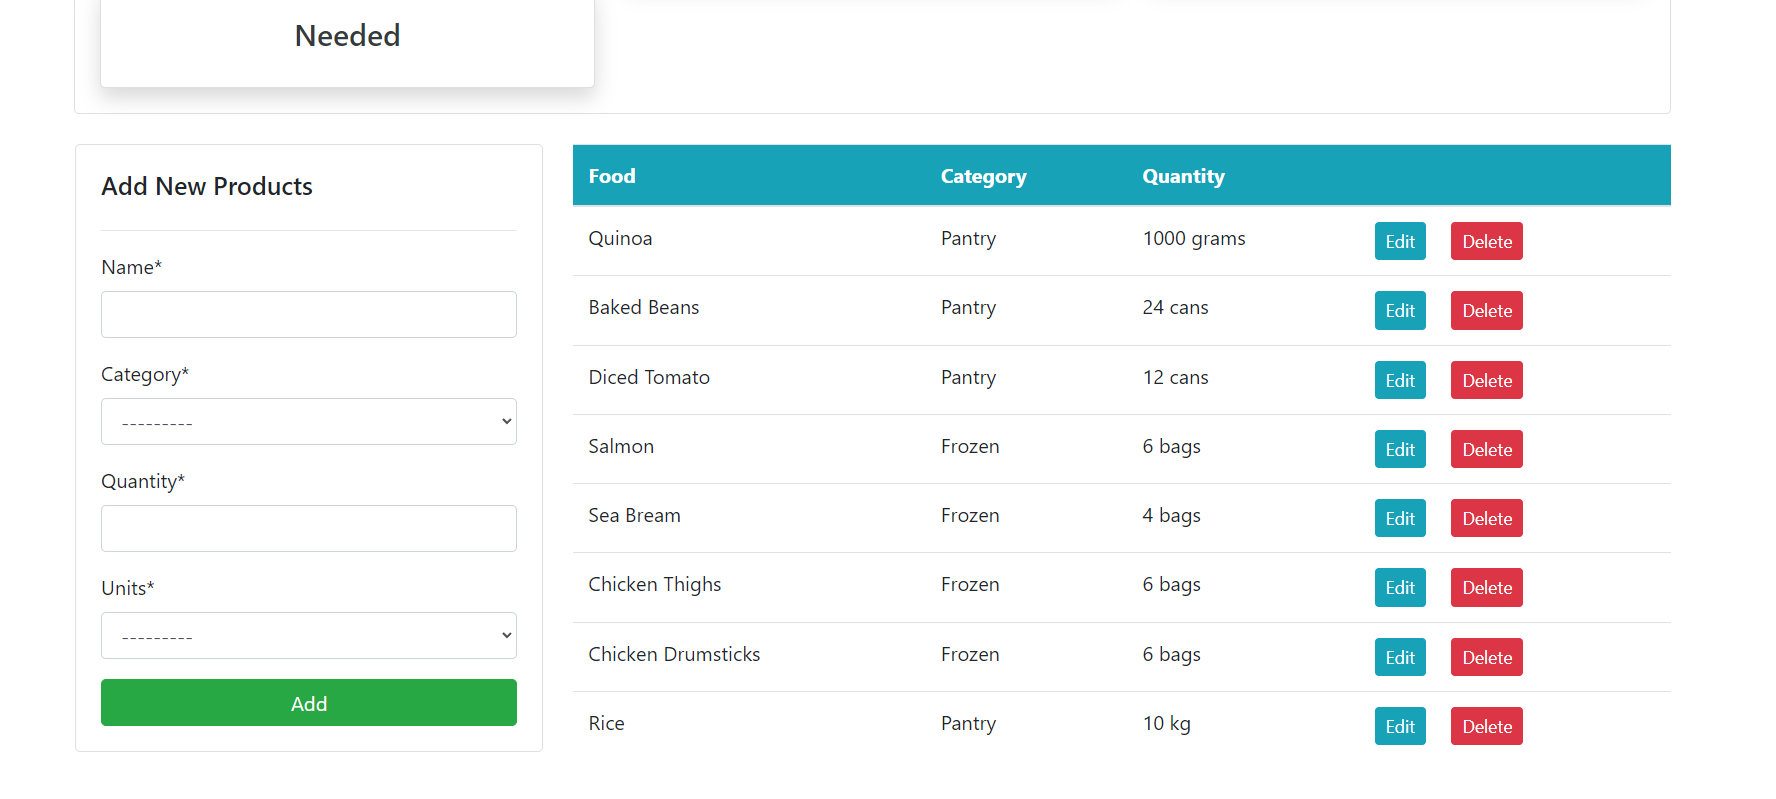 Needed
Add New Products
Name*
Category*
---------
Quantity*
Units*
---------
Add
Food Category Quantity
Quinoa Pantry 1000 grams Edit Delete
Baked Beans Pantry 24 cans Edit Delete
Diced Tomato Pantry 12 cans Edit Delete
Salmon Frozen 6 bags Edit Delete
Sea Bream Frozen 4 bags Edit Delete
Chicken Thighs Frozen 6 bags Edit Delete
Chicken Drumsticks Frozen 6 bags Edit Delete
Rice Pantry 10 kg Edit Delete